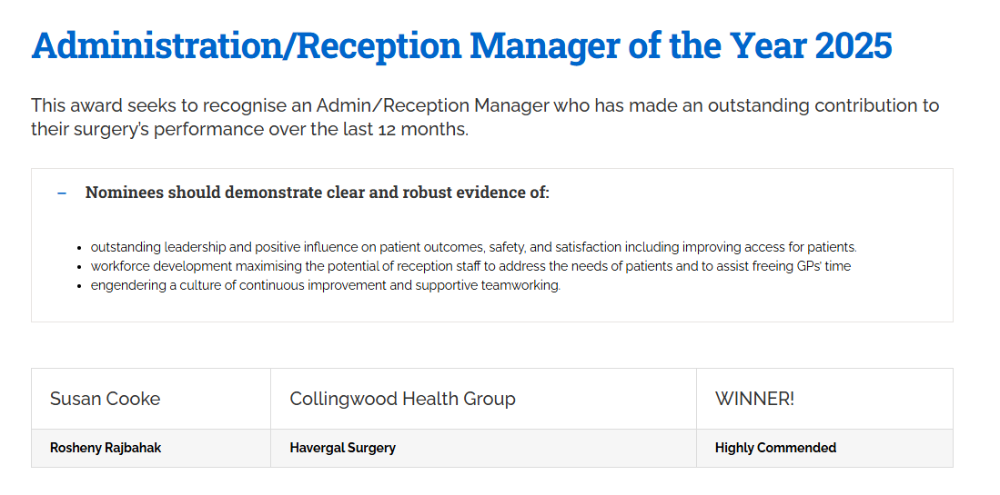 Administration/Reception Manager of the Year 2025
This award seeks to recognise an Admin/Reception Manager who has made an outstanding contribution to
their surgery's performance over the last 12 months.
– Nominees should demonstrate clear and robust evidence of:
• outstanding leadership and positive influence on patient outcomes, safety, and satisfaction including improving access for patients.
• workforce development maximising the potential of reception staff to address the needs of patients and to assist freeing GPs' time
• engendering a culture of continuous improvement and supportive teamworking.
Susan Cooke Collingwood Health Group WINNER!
Rosheny Rajbahak Havergal Surgery Highly Commended